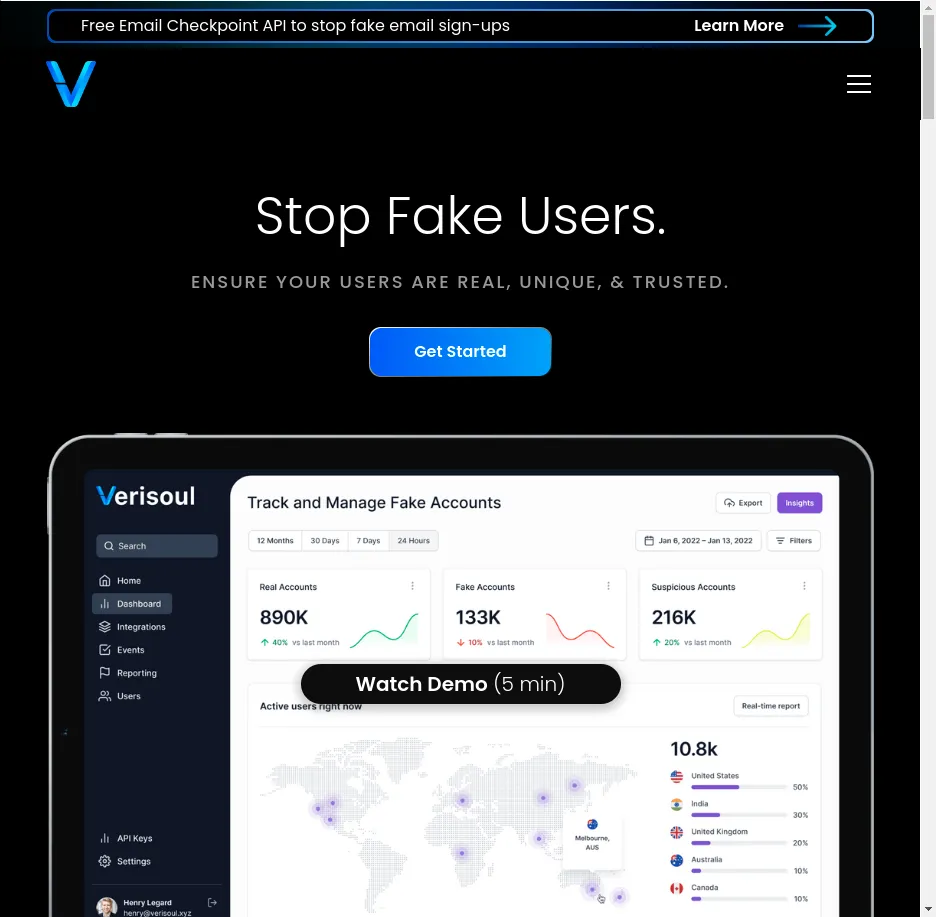 Free Email Checkpoint API to stop fake email sign-ups
Learn More
Stop Fake Users.
ENSURE YOUR USERS ARE REAL, UNIQUE, & TRUSTED.
Get Started
Verisoul
Search
Home
Dashboard
Integrations
Events
Reporting
Users
API Keys
Settings
Henry Legard
henry@verisoul.xyz
Track and Manage Fake Accounts
Export
Insights
12 Months
30 Days
7 Days
24 Hours
Jan 6, 2022 – Jan 13, 2022
Filters
Real Accounts
890K
40% vs last month
Fake Accounts
133K
10% vs last month
Suspicious Accounts
216K
20% vs last month
Watch Demo (5 min)
Active users right now
Real-time report
Melbourne,
AUS
10.8k
United States
50%
India
30%
United Kingdom
20%
Australia
10%
Canada
10%